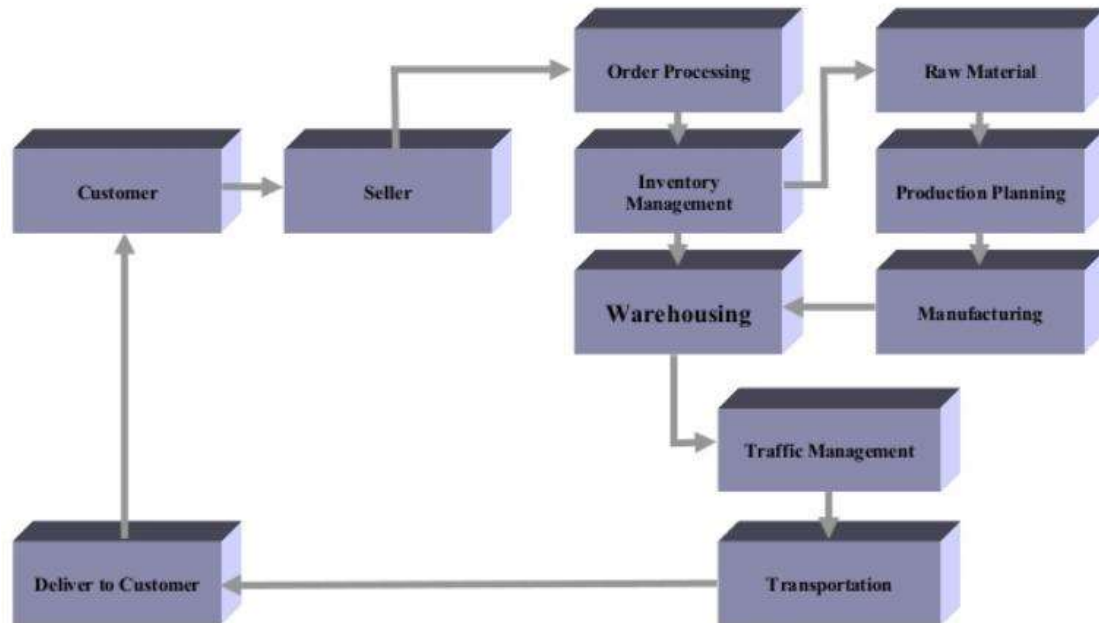 Order Processing
Raw Material
Customer
Seller
Inventory
Management
Production Planning
Warehousing
Manufacturing
Traffic Management
Deliver to Customer
Transportation